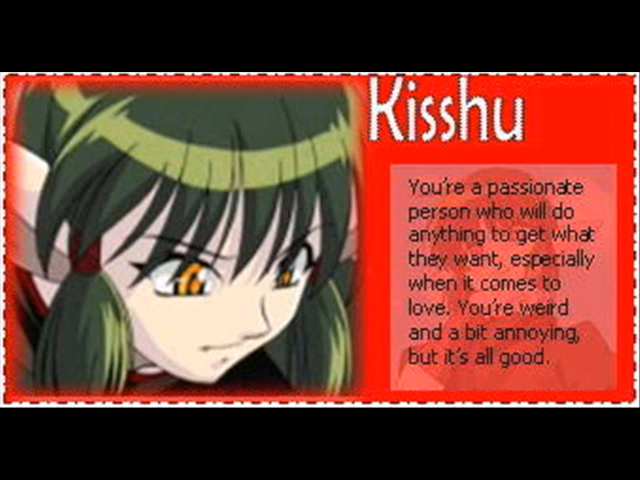 Kisshu
You're a passionate
person who will do
anything to get what
they want, especially
when it comes to
love. You're weird
and a bit annoying,
but it's all good.